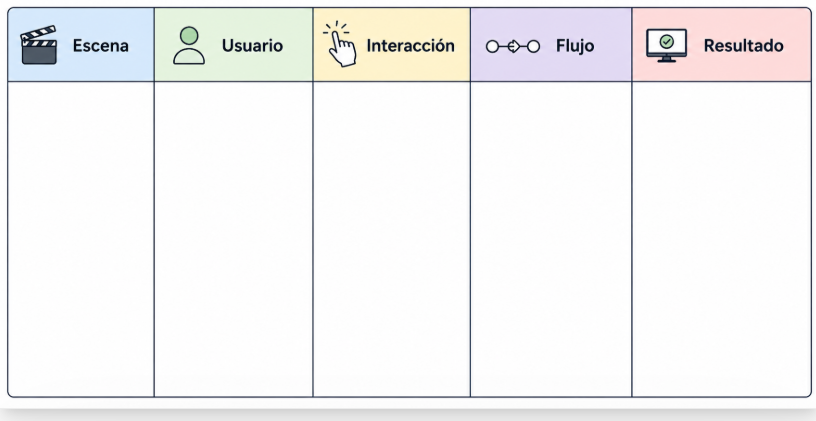 Escena
Usuario
Interacción
Flujo
Resultado